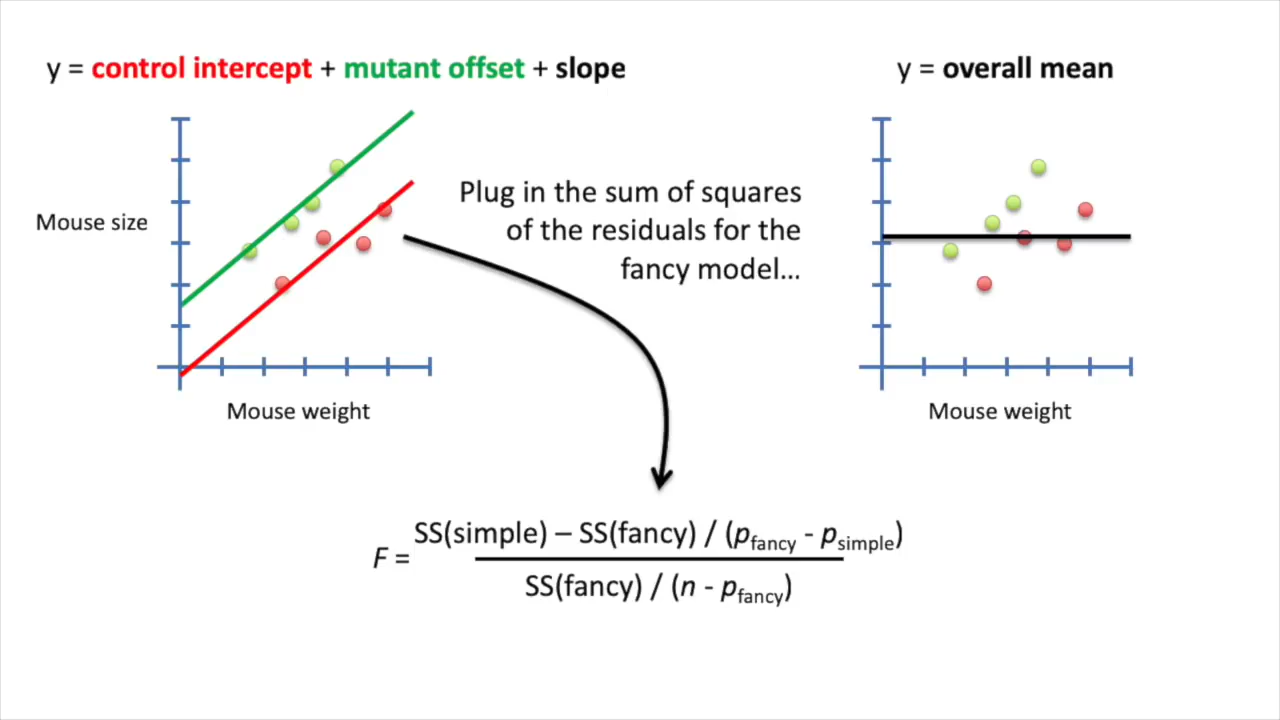 y = control intercept + mutant offset + slope
y = overall mean
Mouse size
Plug in the sum of squares
of the residuals for the
fancy model...
Mouse weight
Mouse weight
F = SS(simple) – SS(fancy) / (pfancy - psimple)
SS(fancy) / (n - pfancy)